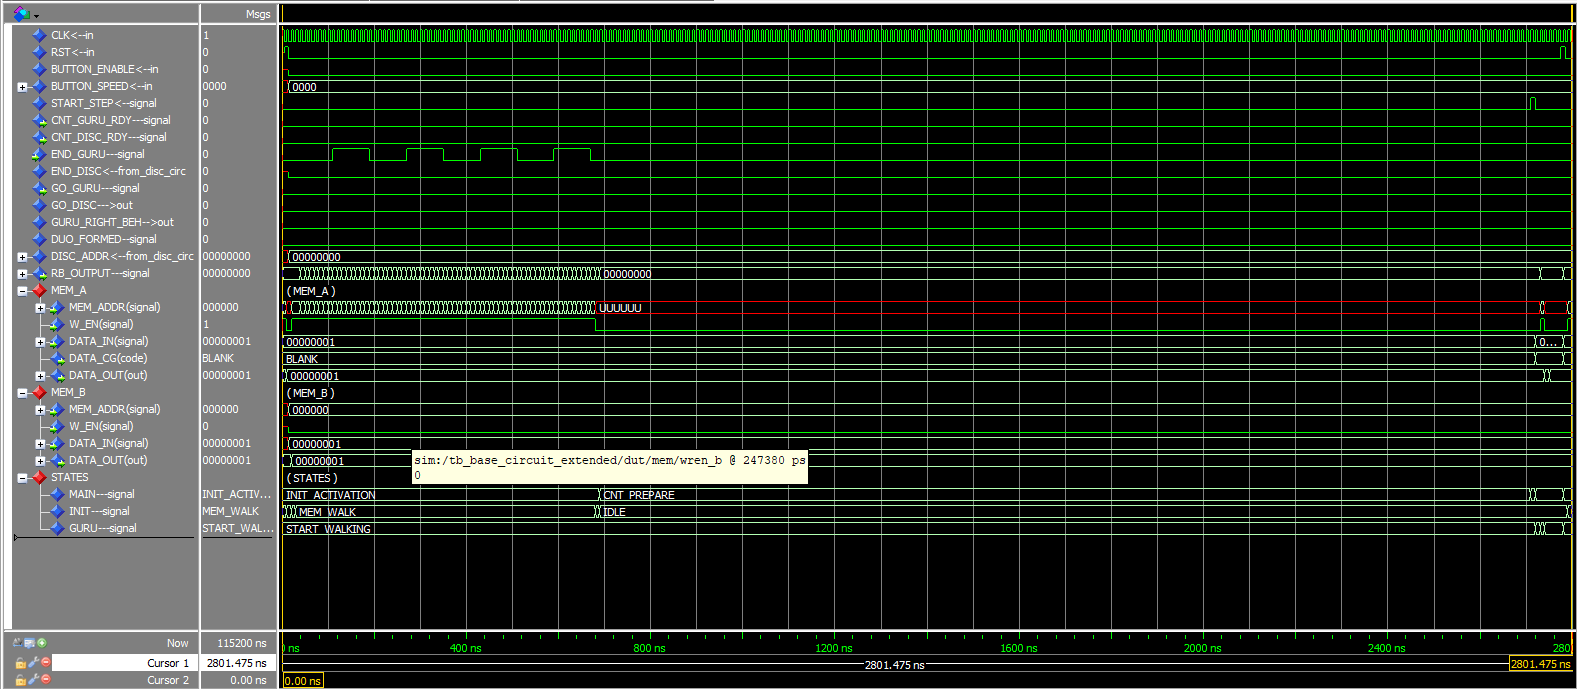 Msgs
CLK<--in 1
RST<--in 0
BUTTON_ENABLE<--in 0
BUTTON_SPEED<--in 0000 0000
START_STEP<--signal 0
CNT_GURU_RDY---signal 0
CNT_DISC_RDY---signal 0
END_GURU---signal 0
END_DISC<--from_disc_circ 0
GO_GURU---signal 0
GO_DISC--->out 0
GURU_RIGHT_BEH-->out 0
DUO_FORMED--signal 0
DISC_ADDR<--from_disc_circ 00000000 00000000
RB_OUTPUT---signal 00000000 00000000
MEM_A (MEM_A)
MEM_ADDR(signal) 000000 UUUUUU
W_EN(signal) 1
DATA_IN(signal) 00000001 00000001 0...
DATA_CG(code) BLANK BLANK
DATA_OUT(out) 00000001 00000001
MEM_B (MEM_B)
MEM_ADDR(signal) 000000 000000
W_EN(signal) 0
DATA_IN(signal) 00000001 00000001
DATA_OUT(out) 00000001 00000001
sim:/tb_base_circuit_extended/dut/mem/wren_b @ 247380 ps
0
STATES (STATES)
MAIN---signal INIT_ACTIV... INIT_ACTIVATION CNT_PREPARE
INIT---signal MEM_WALK MEM_WALK IDLE
GURU---signal START_WAL... START_WALKING
Now 115200 ns ns 400 ns 800 ns 1200 ns 1600 ns 2000 ns 2400 ns 280
Cursor 1 2801.475 ns 2801.475 ns 2801.475 ns
Cursor 2 0.00 ns 0.00 ns